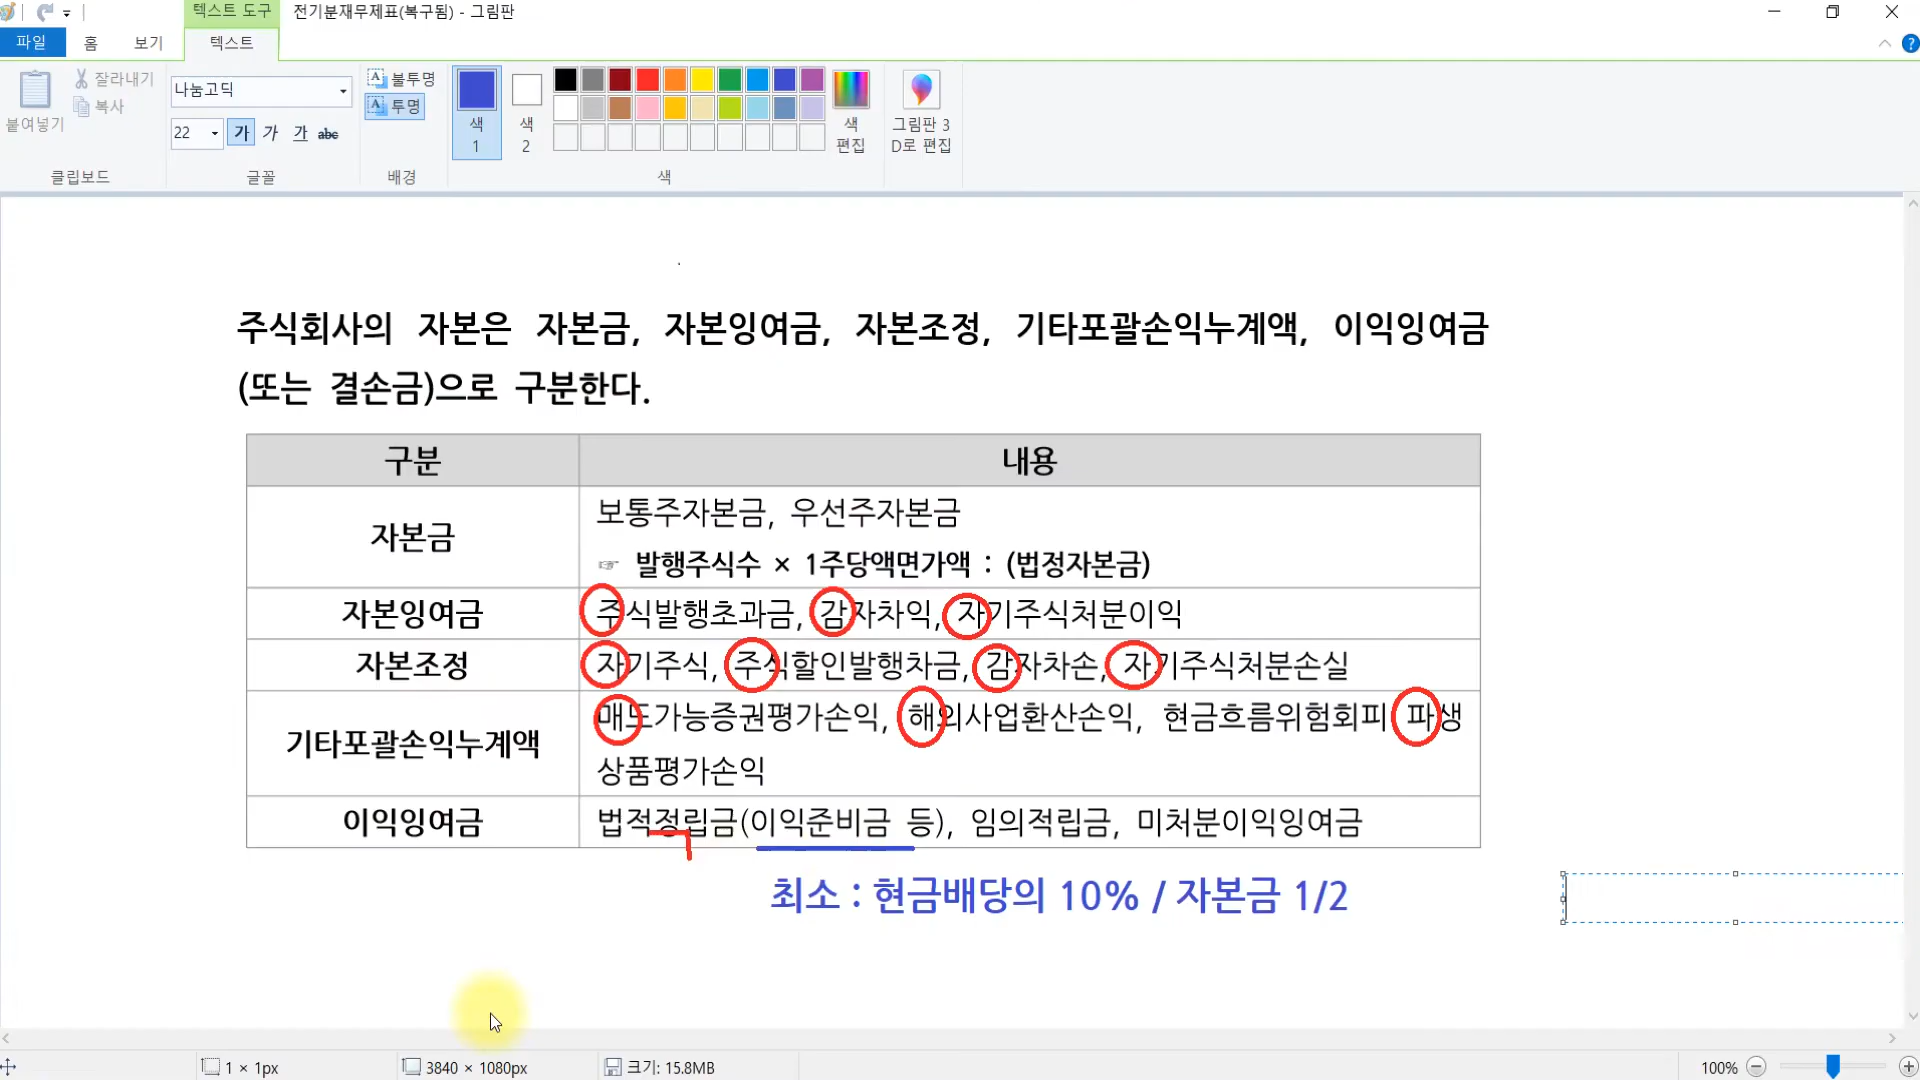 텍스트 도구
전기분재무제표(복구됨) - 그림판
파일 홈 보기 텍스트
붙여넣기
잘라내기
복사
클립보드
나눔고딕
22 가 가 가 abc
글꼴
불투명
투명
배경
색 1
색 2
색 편집
색
그림판 3D로 편집
주식회사의 자본은 자본금, 자본잉여금, 자본조정, 기타포괄손익누계액, 이익잉여금
(또는 결손금)으로 구분한다.
구분 내용
자본금
보통주자본금, 우선주자본금
☞ 발행주식수 × 1주당액면가액 : (법정자본금)
자본잉여금 주식발행초과금, 감자차익, 자기주식처분이익
자본조정 자기주식, 주식할인발행차금, 감자차손, 자기주식처분손실
기타포괄손익누계액
매도가능증권평가손익, 해외사업환산손익, 현금흐름위험회피 파생
상품평가손익
이익잉여금 법적정립금(이익준비금 등), 임의적립금, 미처분이익잉여금
최소 : 현금배당의 10% / 자본금 1/2
1 × 1px 3840 × 1080px 크기: 15.8MB 100%